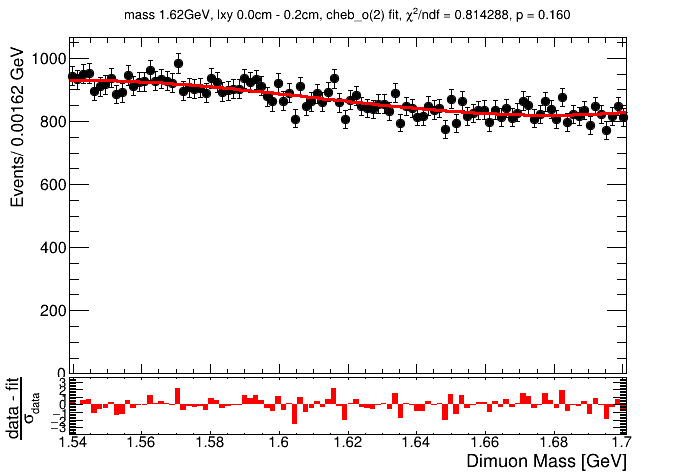 mass 1.62GeV, lxy 0.0cm - 0.2cm, cheb_o(2) fit, χ²/ndf = 0.814288, p = 0.160
Events/ 0.00162 GeV
1000
800
600
400
200
0
data - fit
σdata
3
2
1
0
−1
−2
−3
1.54 1.56 1.58 1.6 1.62 1.64 1.66 1.68 1.7
Dimuon Mass [GeV]